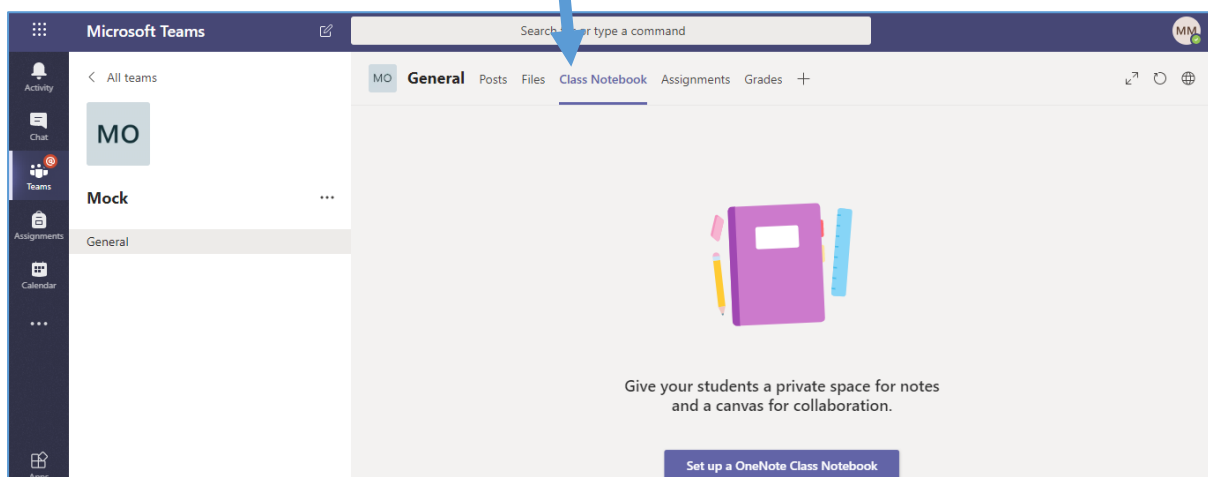 Microsoft Teams
Search or type a command
MM
Activity
Chat
Teams
Assignments
Calendar
Apps
All teams
MO
Mock
General
MO General Posts Files Class Notebook Assignments Grades
Give your students a private space for notes
and a canvas for collaboration.
Set up a OneNote Class Notebook